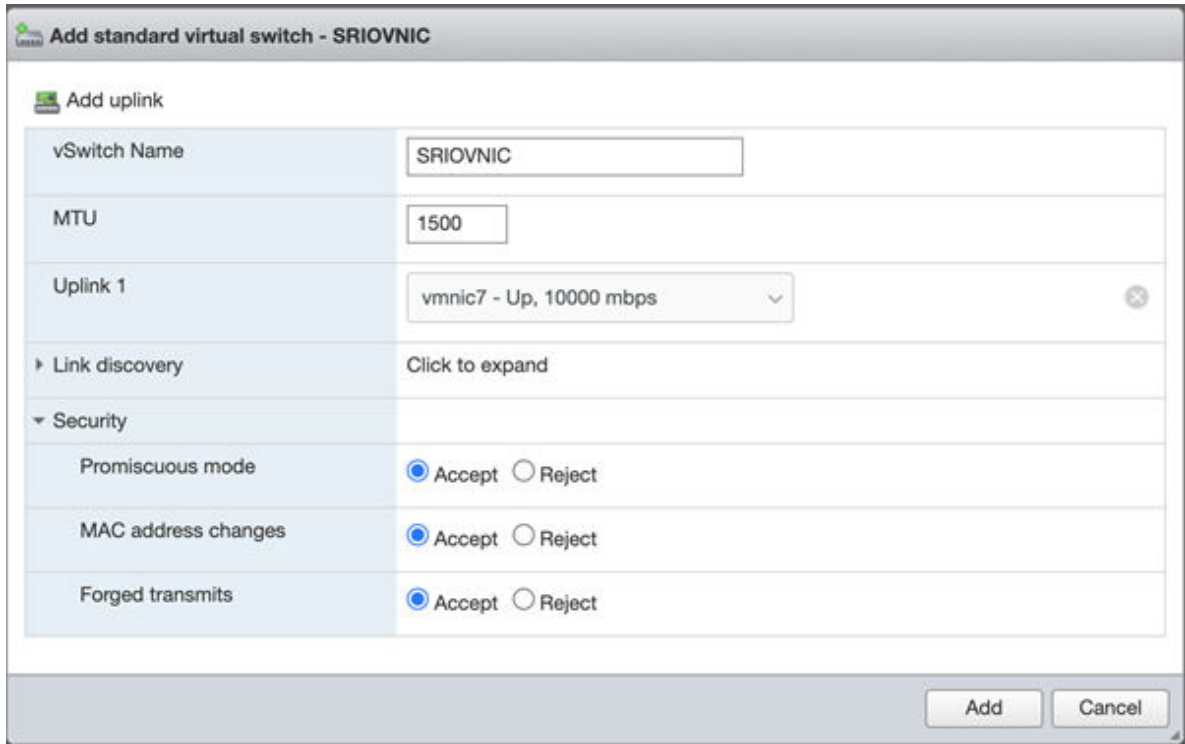 Add standard virtual switch - SRIOVNIC
Add uplink
vSwitch Name SRIOVNIC
MTU 1500
Uplink 1 vmnic7 - Up, 10000 mbps
Link discovery Click to expand
Security
Promiscuous mode Accept Reject
MAC address changes Accept Reject
Forged transmits Accept Reject
Add Cancel